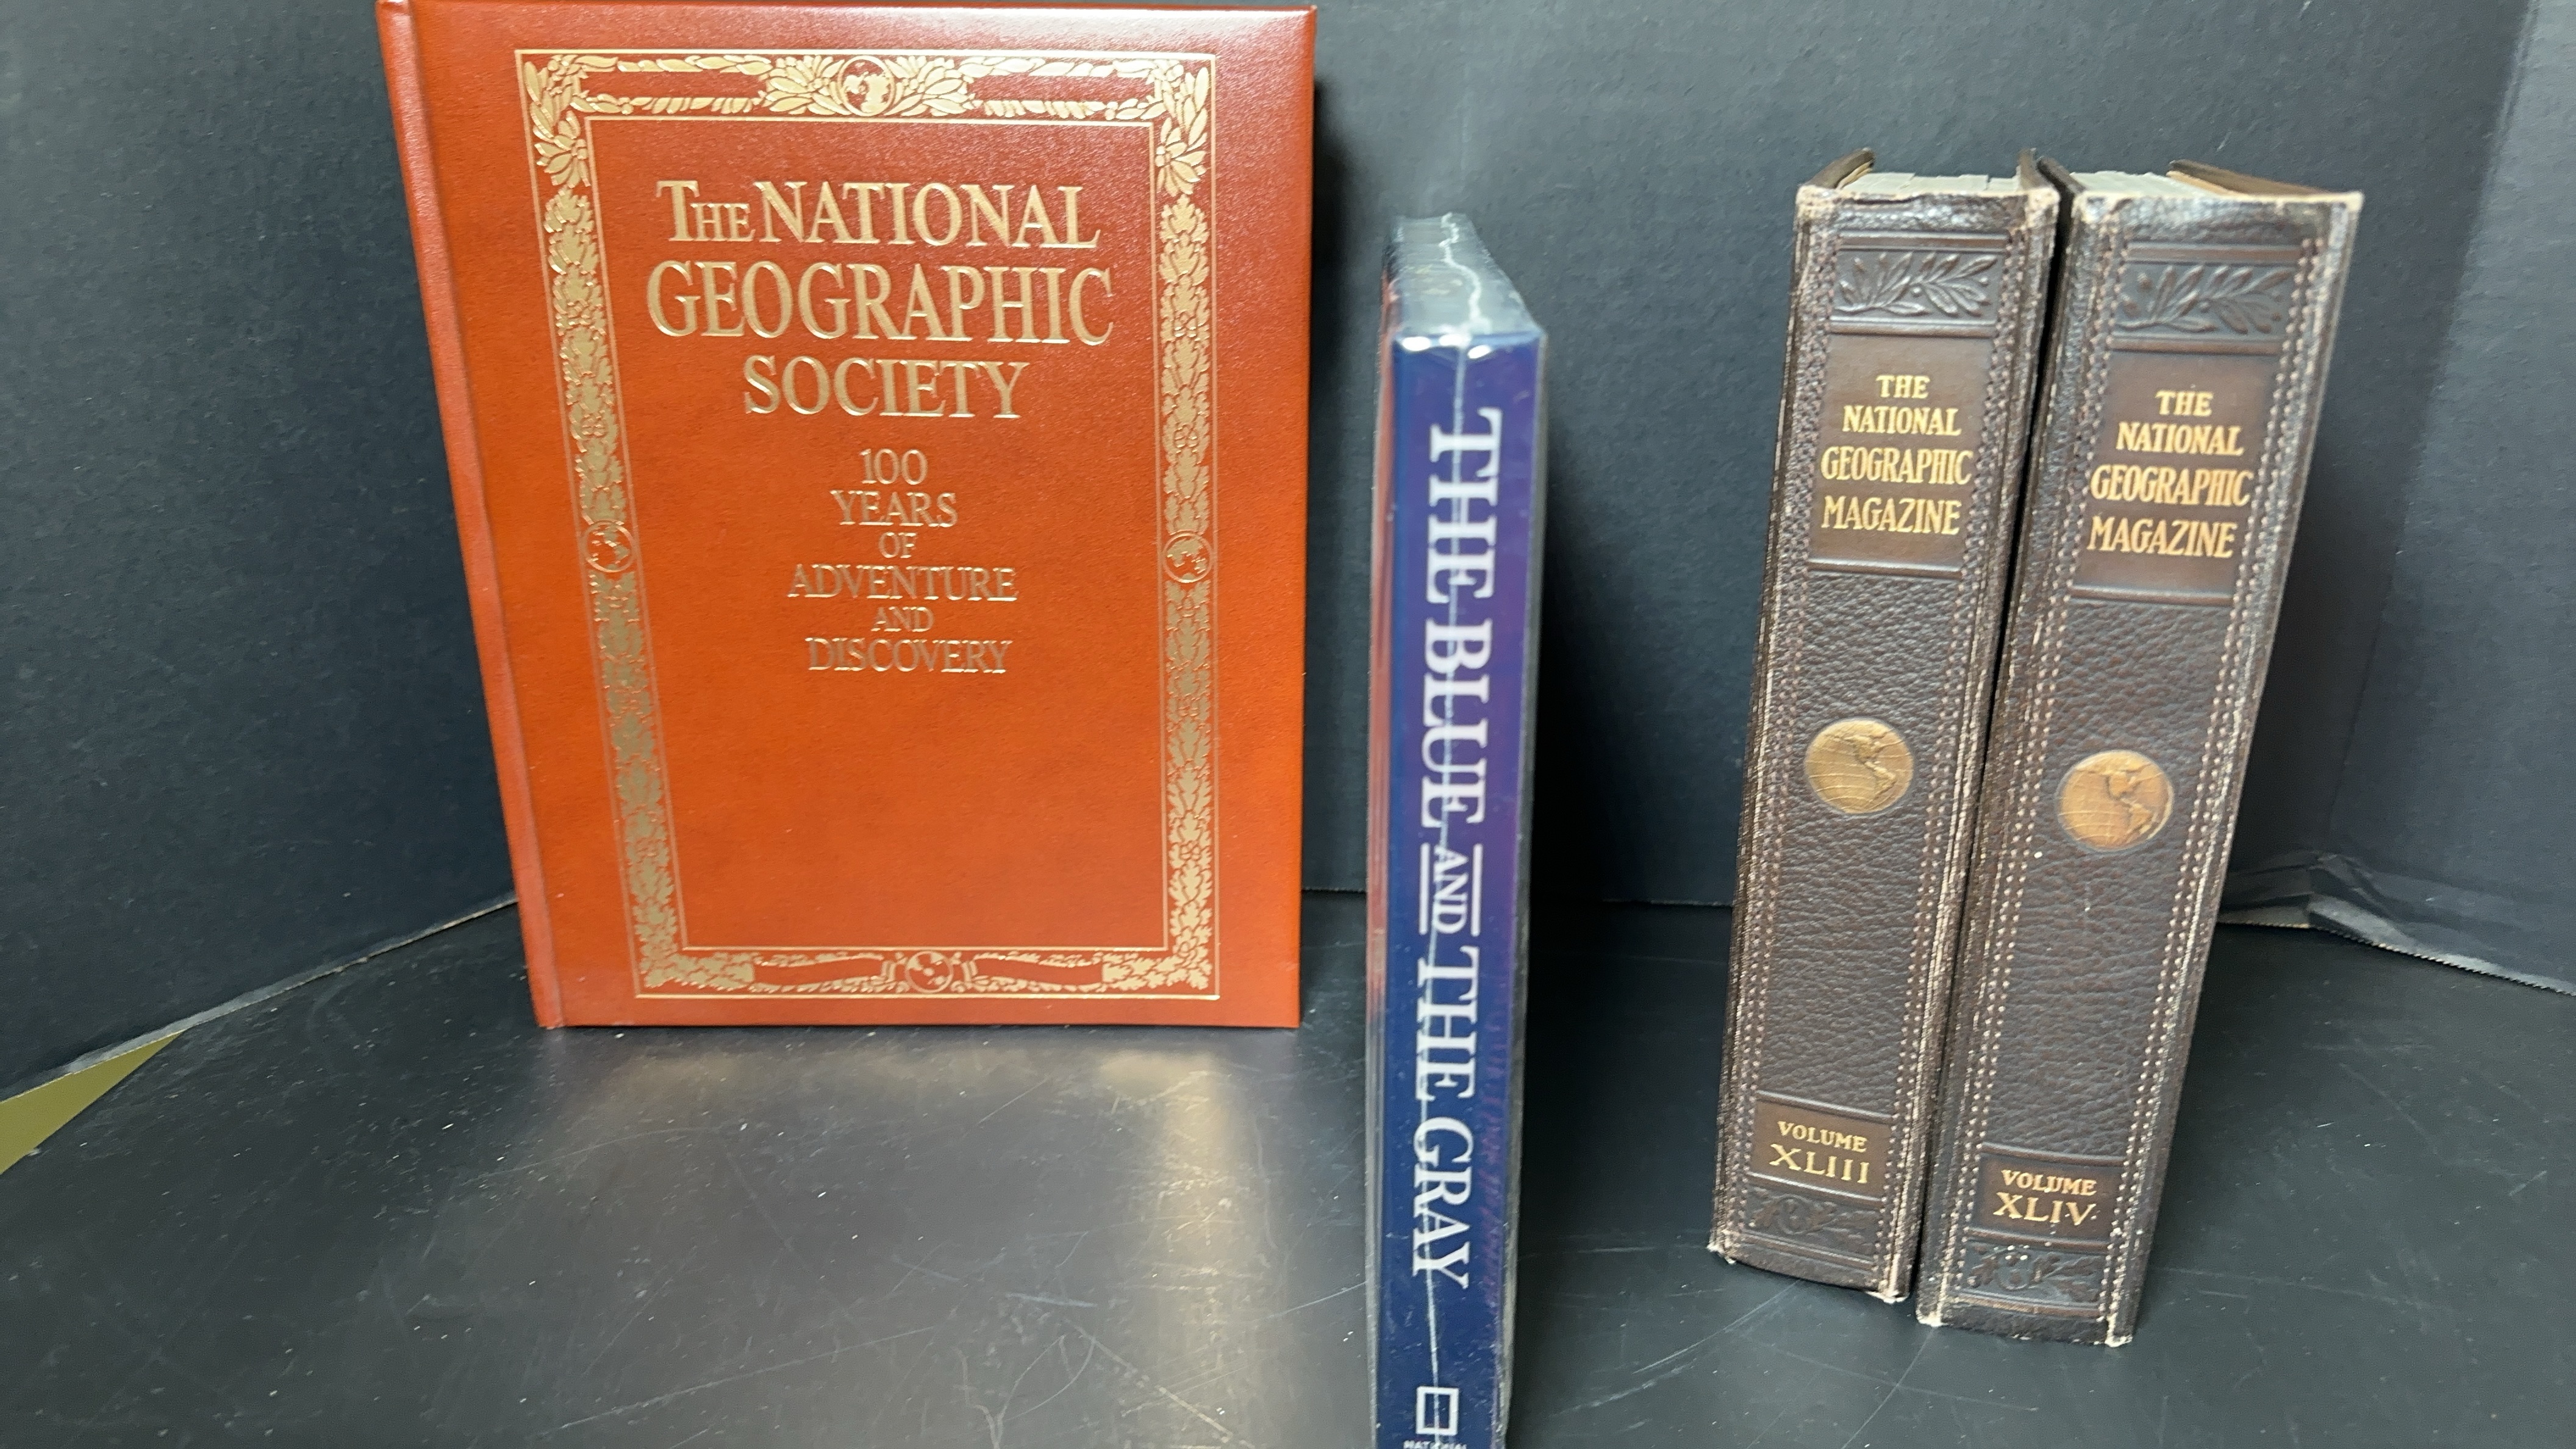 THE NATIONAL
GEOGRAPHIC
SOCIETY
100
YEARS
OF
ADVENTURE
AND
DISCOVERY
THE BLUE AND THE GRAY
NATIONAL
THE
NATIONAL
GEOGRAPHIC
MAGAZINE
VOLUME
XLIII
THE
NATIONAL
GEOGRAPHIC
MAGAZINE
VOLUME
XLIV